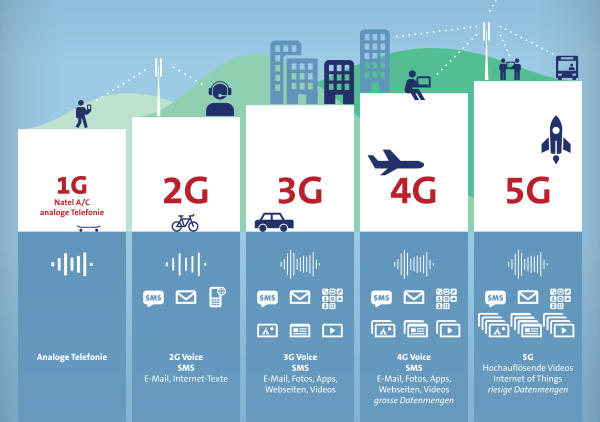 1G
Natel A/C
analoge Telefonie
2G
3G
4G
5G
SMS
SMS
SMS
SMS
Analoge Telefonie
2G Voice
SMS
E-Mail, Internet-Texte
3G Voice
SMS
E-Mail, Fotos, Apps,
Webseiten, Videos
4G Voice
SMS
E-Mail, Fotos, Apps,
Webseiten, Videos
grosse Datenmengen
5G
Hochauflösende Videos
Internet of Things
riesige Datenmengen